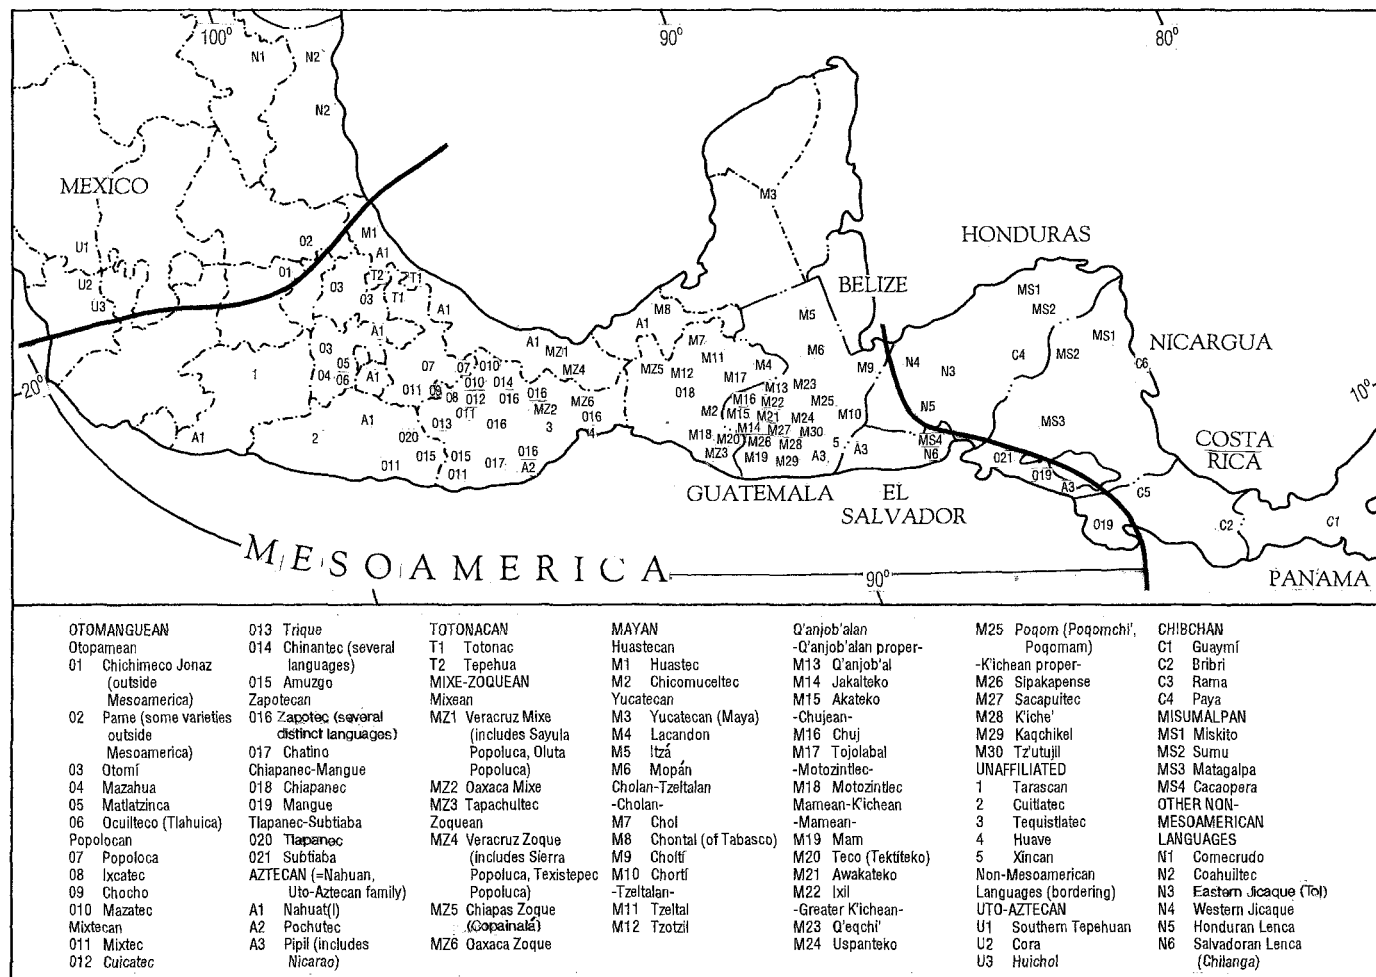 100⁰
90⁰
80⁰
N1
N2
N2
MEXICO
M3
U1
02
M1
A1
HONDURAS
U2
01
T2
T1
BELIZE
MS1
U3
03
03
T1
A1
M8
A1
M5
MS2
MS1
NICARGUA
A1
A1
MZ1
M7
M6
C4
MS2
C6
03
05
07
07
010
MZ4
MZ5
M11
M4
M9
N4
20⁰
1
04
06
A1
09
010
014
016
M12
M17
M13
M23
N3
10⁰
011
08
012
016
MZ2
MZ6
018
M16
M22
M25
A1
011
016
M2
M15
M21
M24
M10
N5
MS3
A1
2
020
013
016
3
4
M18
M14
M27
M30
5
MS4
COSTA
RICA
M20
M26
M28
A3
N6
021
011
015
015
017
016
MZ3
M19
M29
A3
019
A3
C5
011
A2
GUATEMALA
EL
SALVADOR
019
C2
C1
MESOAMERICA
90⁰
PANAMA
OTOMANGUEAN
Otopamean
01 Chichimeco Jonaz
(outside
Mesoamerica)
02 Pame (some varieties
outside
Mesoamerica)
03 Otomí
04 Mazahua
05 Matlatzinca
06 Ocuilteco (Tlahuica)
Popolocan
07 Popoloca
08 Ixcatec
09 Chocho
010 Mazatec
Mixtecan
011 Mixtec
012 Cuicatec
013 Trique
014 Chinantec (several
languages)
015 Amuzgo
Zapotecan
016 Zapotec (several
distinct languages)
017 Chatino
Chiapanec-Mangue
018 Chiapanec
019 Mangue
Tlapanec-Subtiaba
020 Tlapanec
021 Subtiaba
AZTECAN (=Nahuan,
Uto-Aztecan family)
A1 Nahuat(l)
A2 Pochutec
A3 Pipil (includes
Nicarao)
TOTONACAN
T1 Totonac
T2 Tepehua
MIXE-ZOQUEAN
Mixean
MZ1 Veracruz Mixe
(includes Sayula
Popoluca, Oluta
Popoluca)
MZ2 Oaxaca Mixe
MZ3 Tapachultec
Zoquean
MZ4 Veracruz Zoque
(includes Sierra
Popoluca, Texistepec
Popoluca)
MZ5 Chiapas Zoque
(Copainalá)
MZ6 Oaxaca Zoque
MAYAN
Huastecan
M1 Huastec
M2 Chicomuceltec
Yucatecan
M3 Yucatecan (Maya)
M4 Lacandon
M5 Itzá
M6 Mopán
Cholan-Tzeltalan
-Cholan-
M7 Chol
M8 Chontal (of Tabasco)
M9 Choltí
M10 Chortí
-Tzeltalan-
M11 Tzeltal
M12 Tzotzil
Q'anjob'alan
-Q'anjob'alan proper-
M13 Q'anjob'al
M14 Jakalteko
M15 Akateko
-Chujean-
M16 Chuj
M17 Tojolabal
-Motozintlec-
M18 Motozintlec
Mamean-K'ichean
-Mamean-
M19 Mam
M20 Teco (Tektiteko)
M21 Awakateko
M22 Ixil
-Greater K'ichean-
M23 Q'eqchi'
M24 Uspanteko
M25 Poqom (Poqomchi',
Poqomam)
-K'ichean proper-
M26 Sipakapense
M27 Sacapultec
M28 K'iche'
M29 Kaqchikel
M30 Tz'utujil
UNAFFILIATED
1 Tarascan
2 Cuitlatec
3 Tequistlatec
4 Huave
5 Xincan
Non-Mesoamerican
Languages (bordering)
UTO-AZTECAN
U1 Southern Tepehuan
U2 Cora
U3 Huichol
CHIBCHAN
C1 Guaymí
C2 Bribri
C3 Rama
C4 Paya
MISUMALPAN
MS1 Miskito
MS2 Sumu
MS3 Matagalpa
MS4 Cacaopera
OTHER NON-
MESOAMERICAN
LANGUAGES
N1 Comecrudo
N2 Coahuiltec
N3 Eastern Jicaque (Tol)
N4 Western Jicaque
N5 Honduran Lenca
N6 Salvadoran Lenca
(Chilanga)